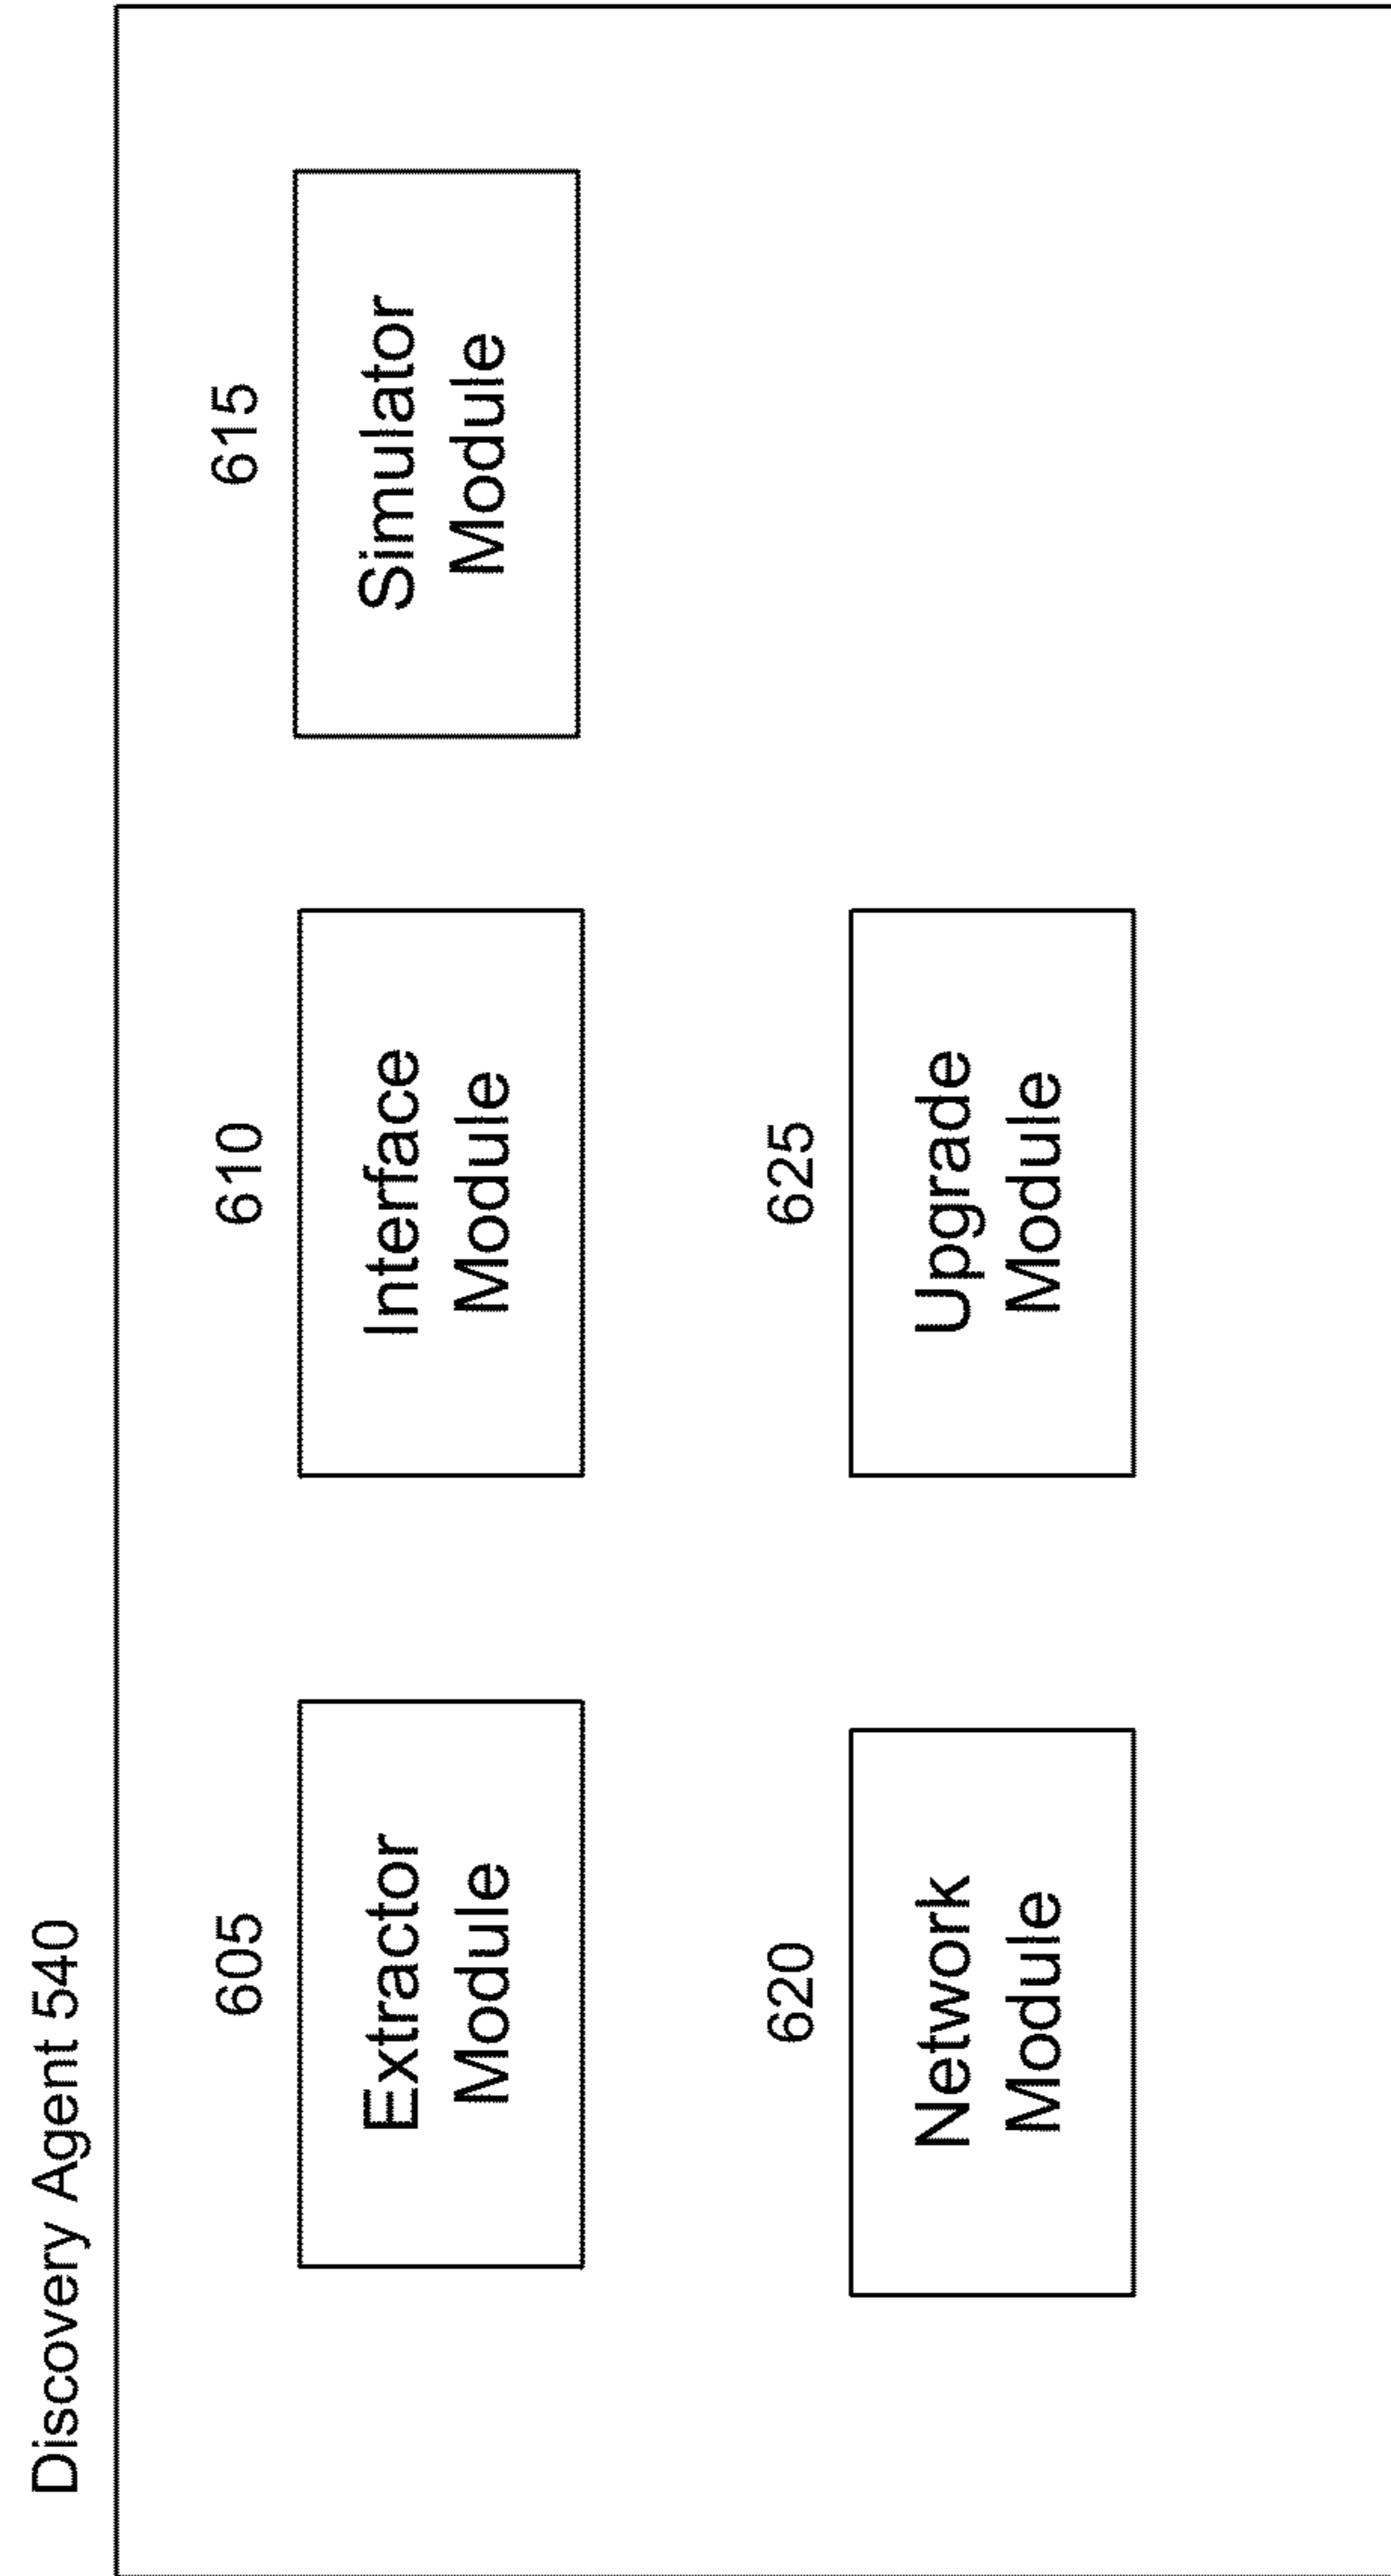 Discovery Agent 540
605
Extractor
Module
610
Interface
Module
615
Simulator
Module
620
Network
Module
625
Upgrade
Module